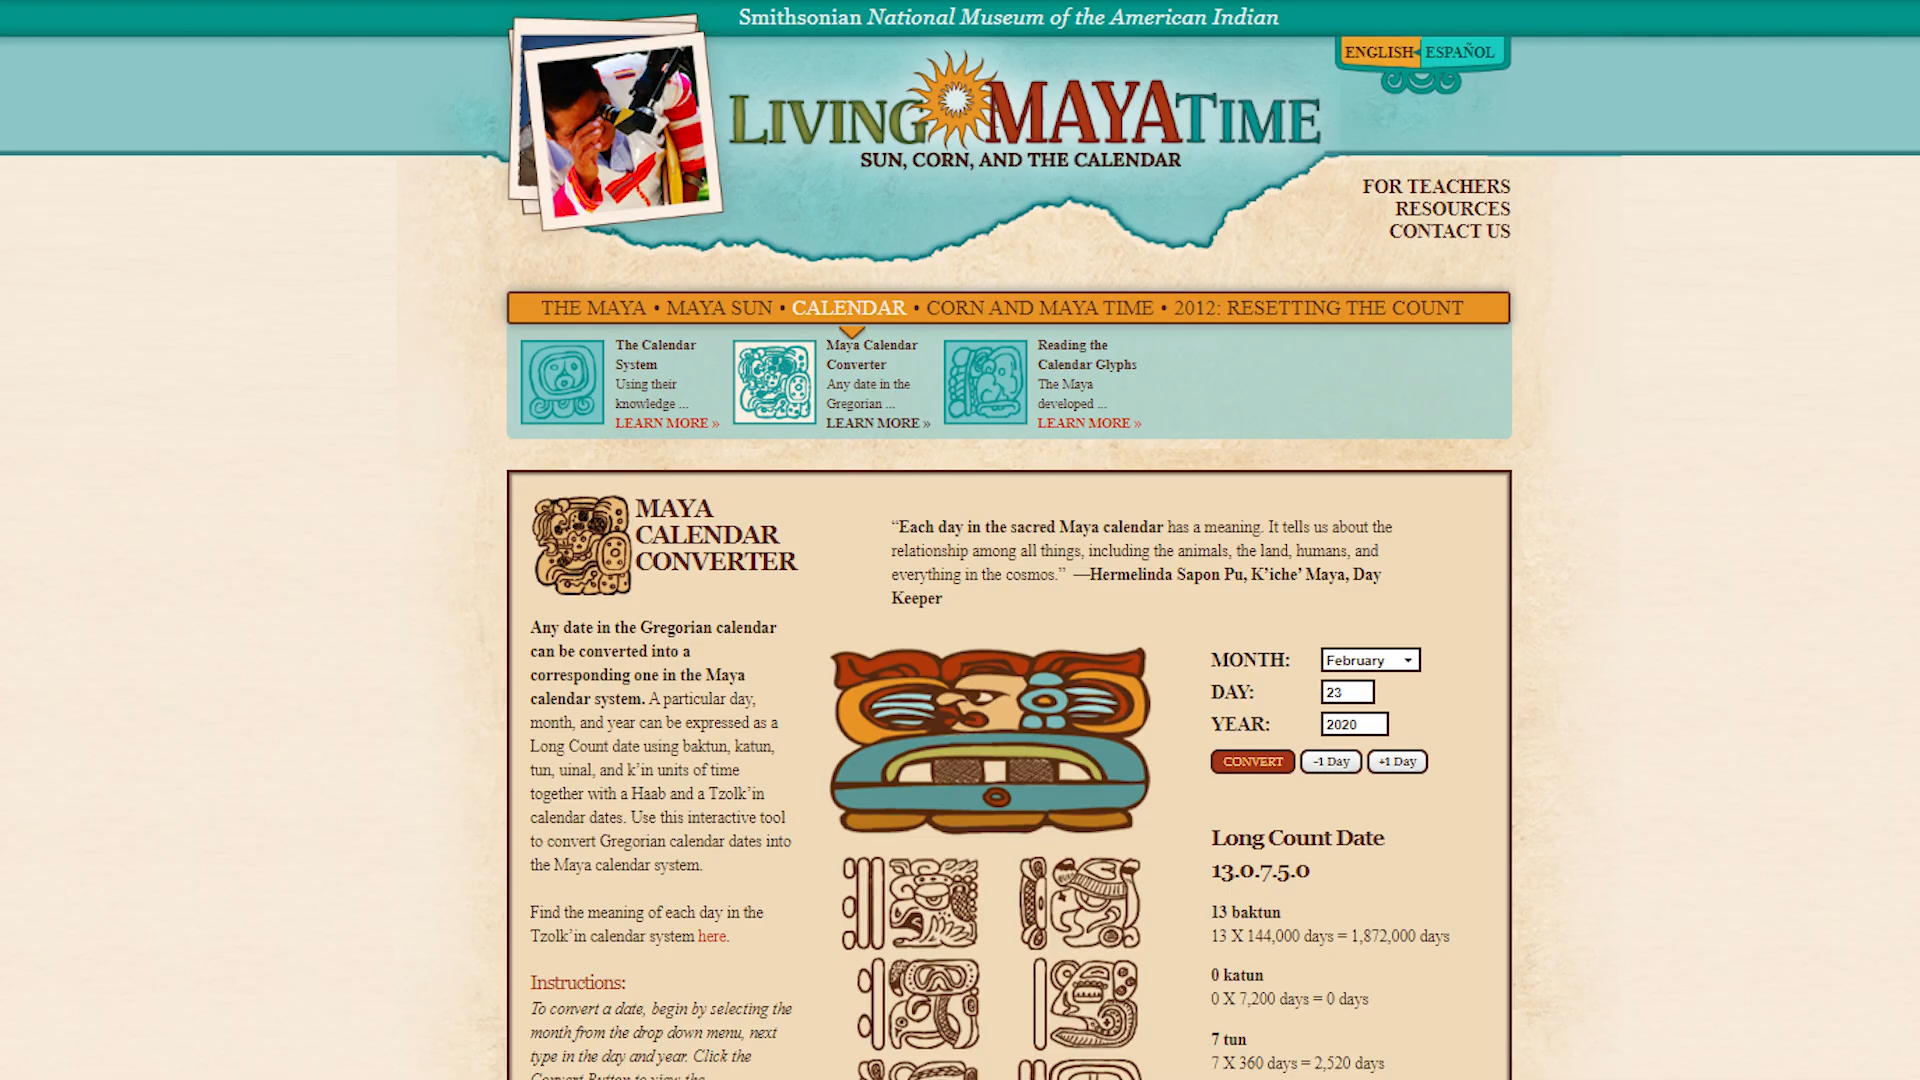 Smithsonian National Museum of the American Indian
ENGLISH ESPAÑOL
LIVING MAYA TIME
SUN, CORN, AND THE CALENDAR
FOR TEACHERS
RESOURCES
CONTACT US
THE MAYA • MAYA SUN • CALENDAR • CORN AND MAYA TIME • 2012: RESETTING THE COUNT
The Calendar
System
Using their
knowledge ...
LEARN MORE »
Maya Calendar
Converter
Any date in the
Gregorian ...
LEARN MORE »
Reading the
Calendar Glyphs
The Maya
developed ...
LEARN MORE »
MAYA
CALENDAR
CONVERTER
Any date in the Gregorian calendar
can be converted into a
corresponding one in the Maya
calendar system. A particular day,
month, and year can be expressed as a
Long Count date using baktun, katun,
tun, uinal, and k’in units of time
together with a Haab and a Tzolk’in
calendar dates. Use this interactive tool
to convert Gregorian calendar dates into
the Maya calendar system.
Find the meaning of each day in the
Tzolk’in calendar system here.
Instructions:
To convert a date, begin by selecting the
month from the drop down menu, next
type in the day and year. Click the
Convert Button to view the
“Each day in the sacred Maya calendar has a meaning. It tells us about the
relationship among all things, including the animals, the land, humans, and
everything in the cosmos.” —Hermelinda Sapon Pu, K’iche’ Maya, Day
Keeper
MONTH: February
DAY: 23
YEAR: 2020
CONVERT -1 Day +1 Day
Long Count Date
13.0.7.5.0
13 baktun
13 X 144,000 days = 1,872,000 days
0 katun
0 X 7,200 days = 0 days
7 tun
7 X 360 days = 2,520 days